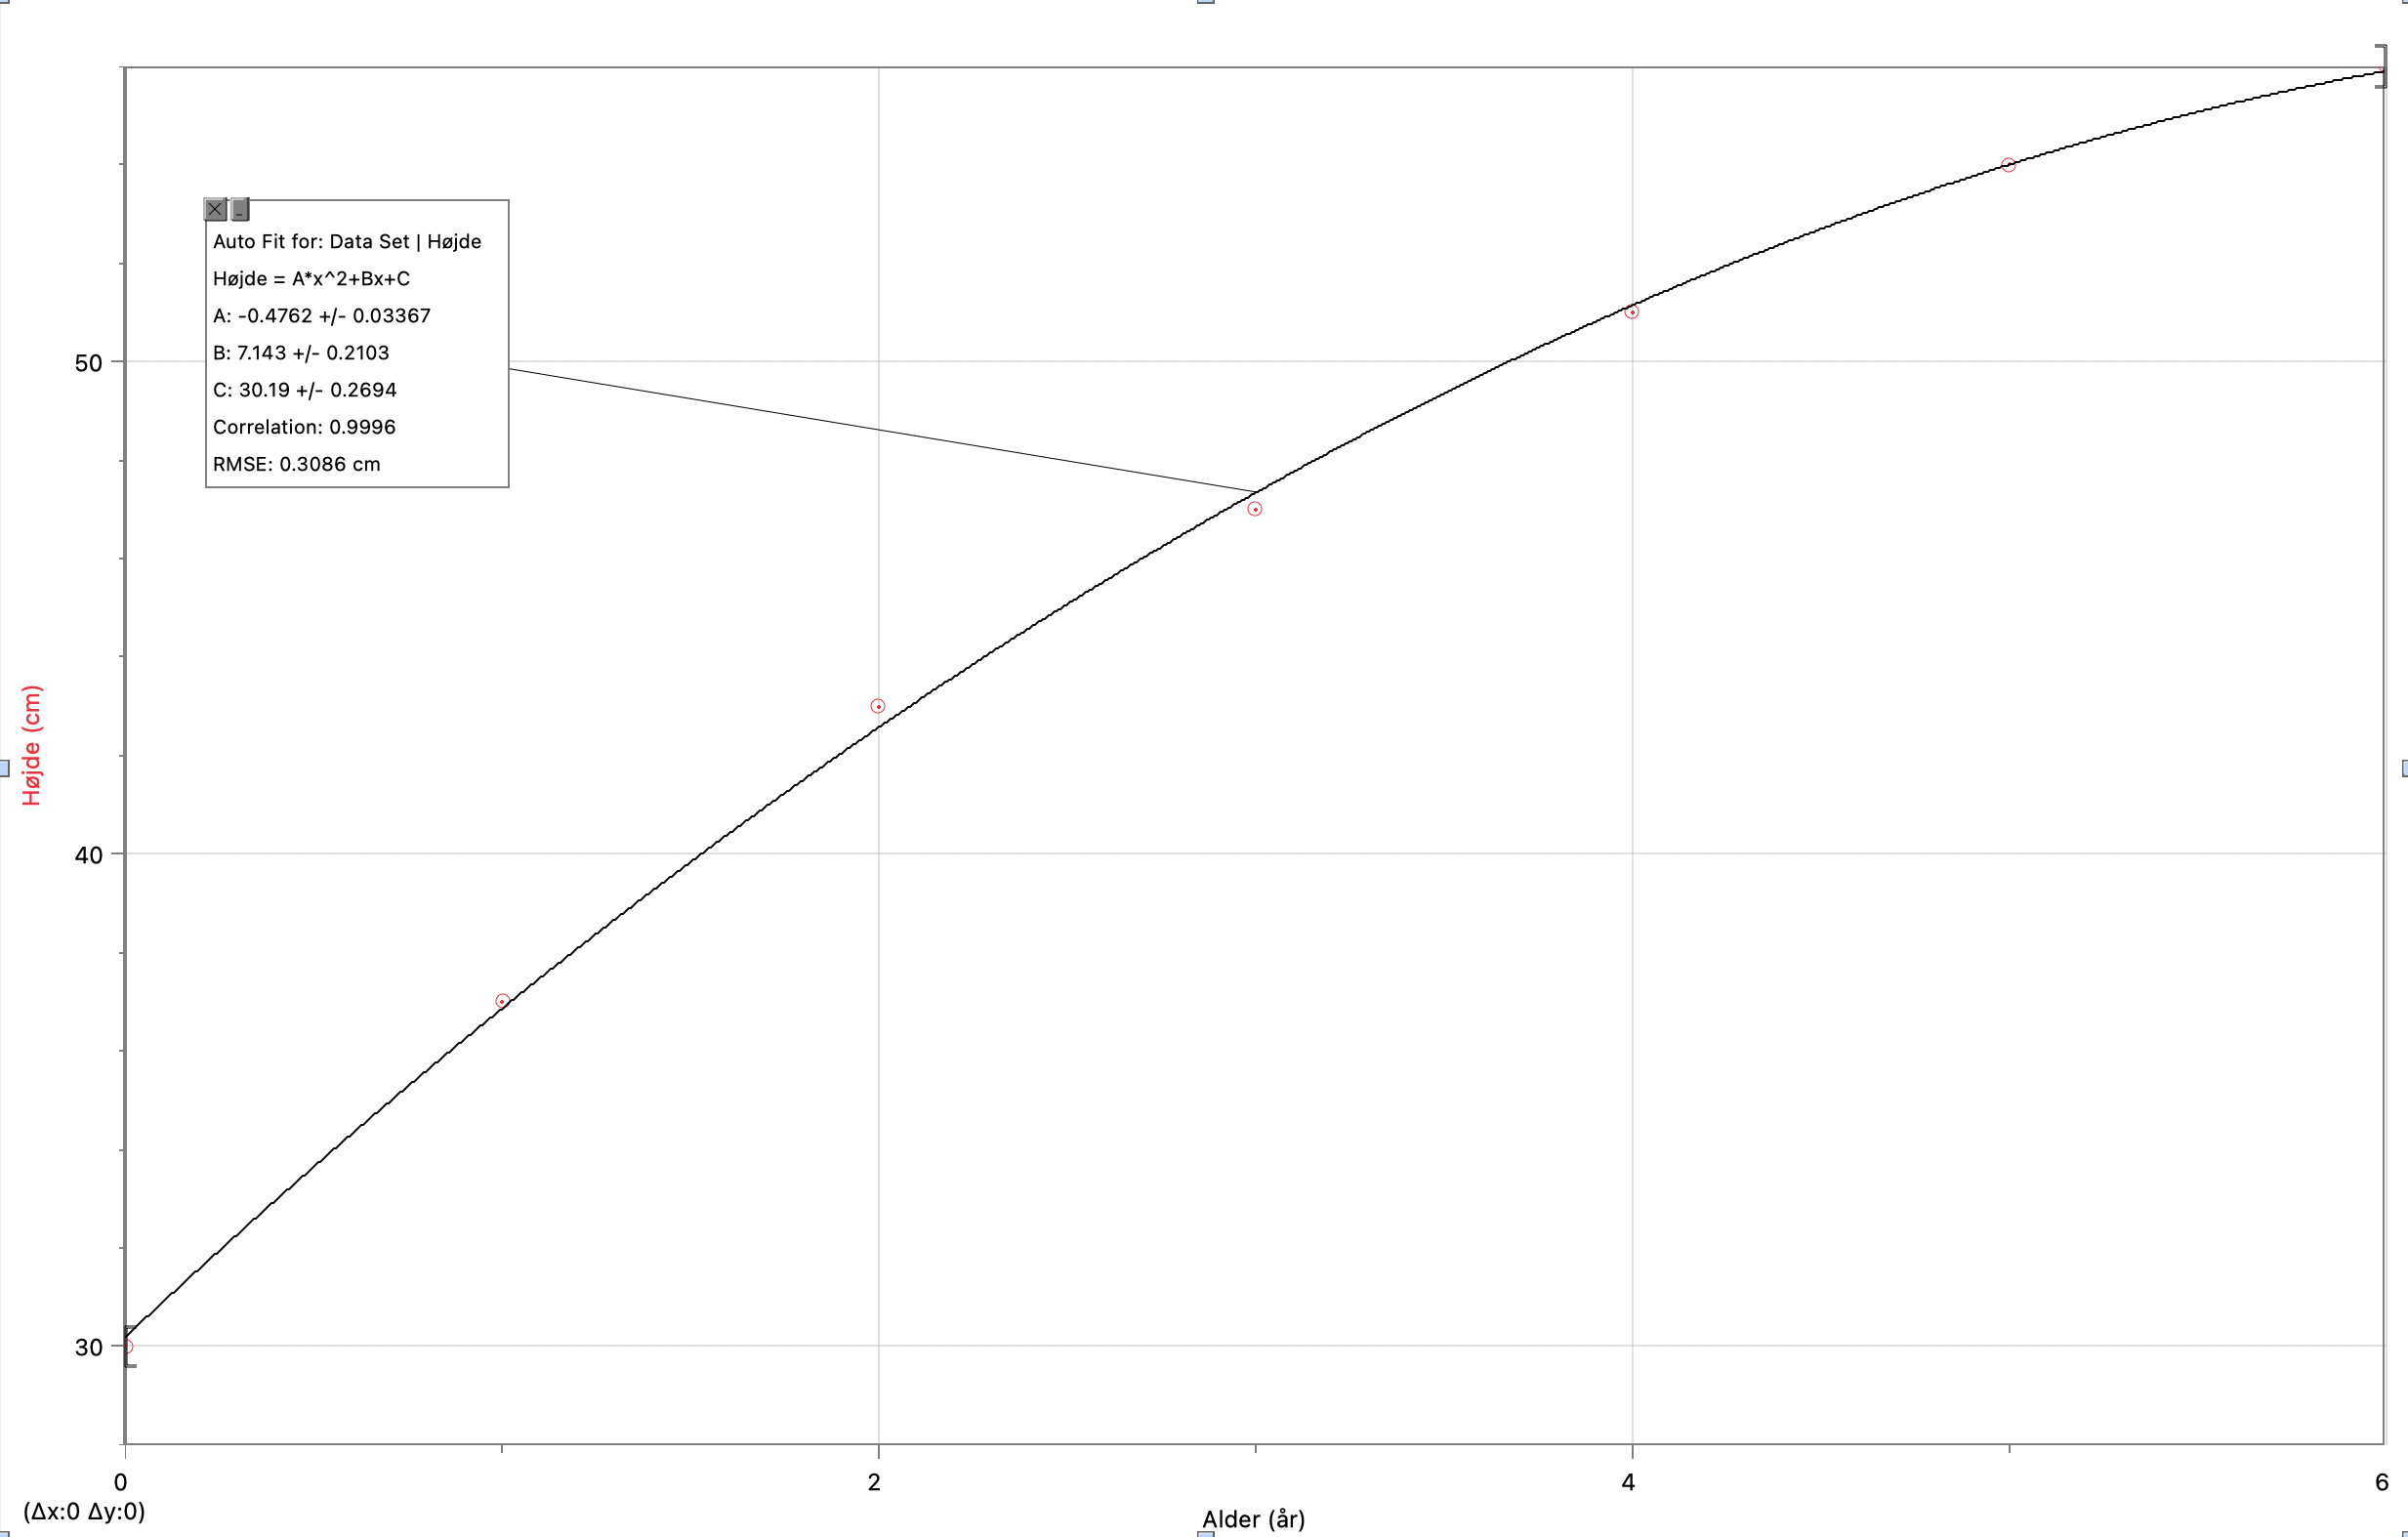 Auto Fit for: Data Set | Højde
Højde = A*x^2+Bx+C
A: -0.4762 +/- 0.03367
B: 7.143 +/- 0.2103
C: 30.19 +/- 0.2694
Correlation: 0.9996
RMSE: 0.3086 cm
50
40
30
Højde (cm)
0
2
4
6
(Δx:0 Δy:0)
Alder (år)